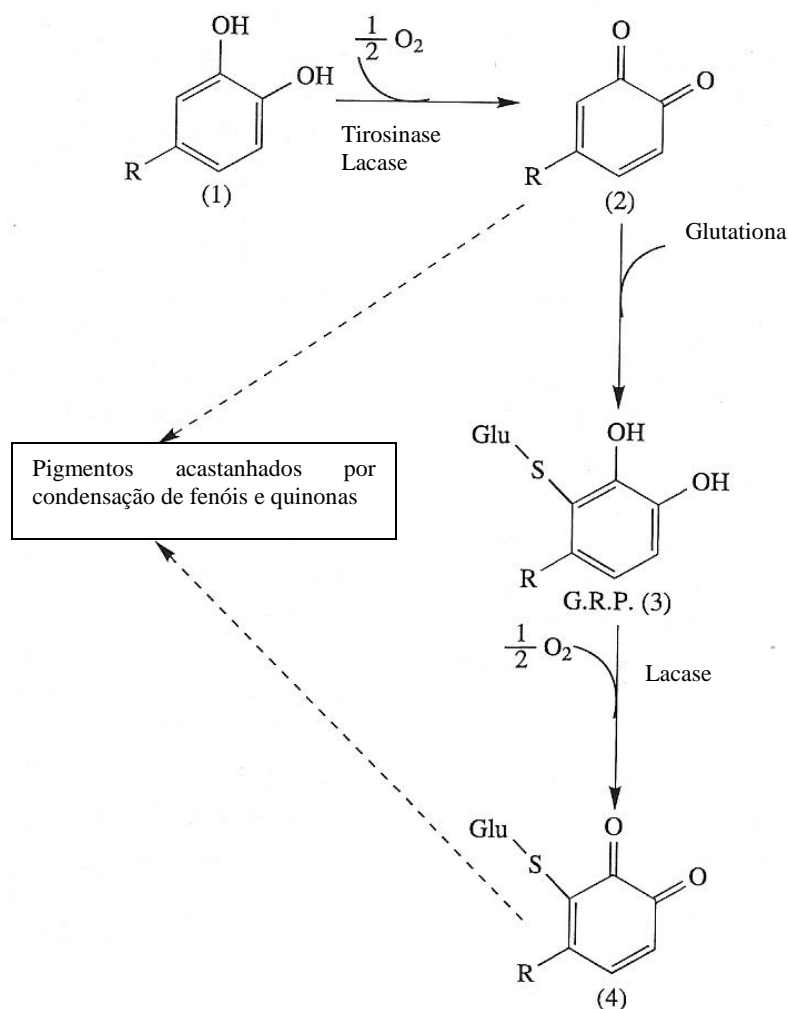 OH
1/2 O2
OH
Tirosinase
Lacase
R
(1)
O
O
R
(2)
Glutationa
Pigmentos acastanhados por
condensação de fenóis e quinonas
Glu
S
OH
OH
R
G.R.P. (3)
1/2 O2
Lacase
Glu
S
O
O
R
(4)